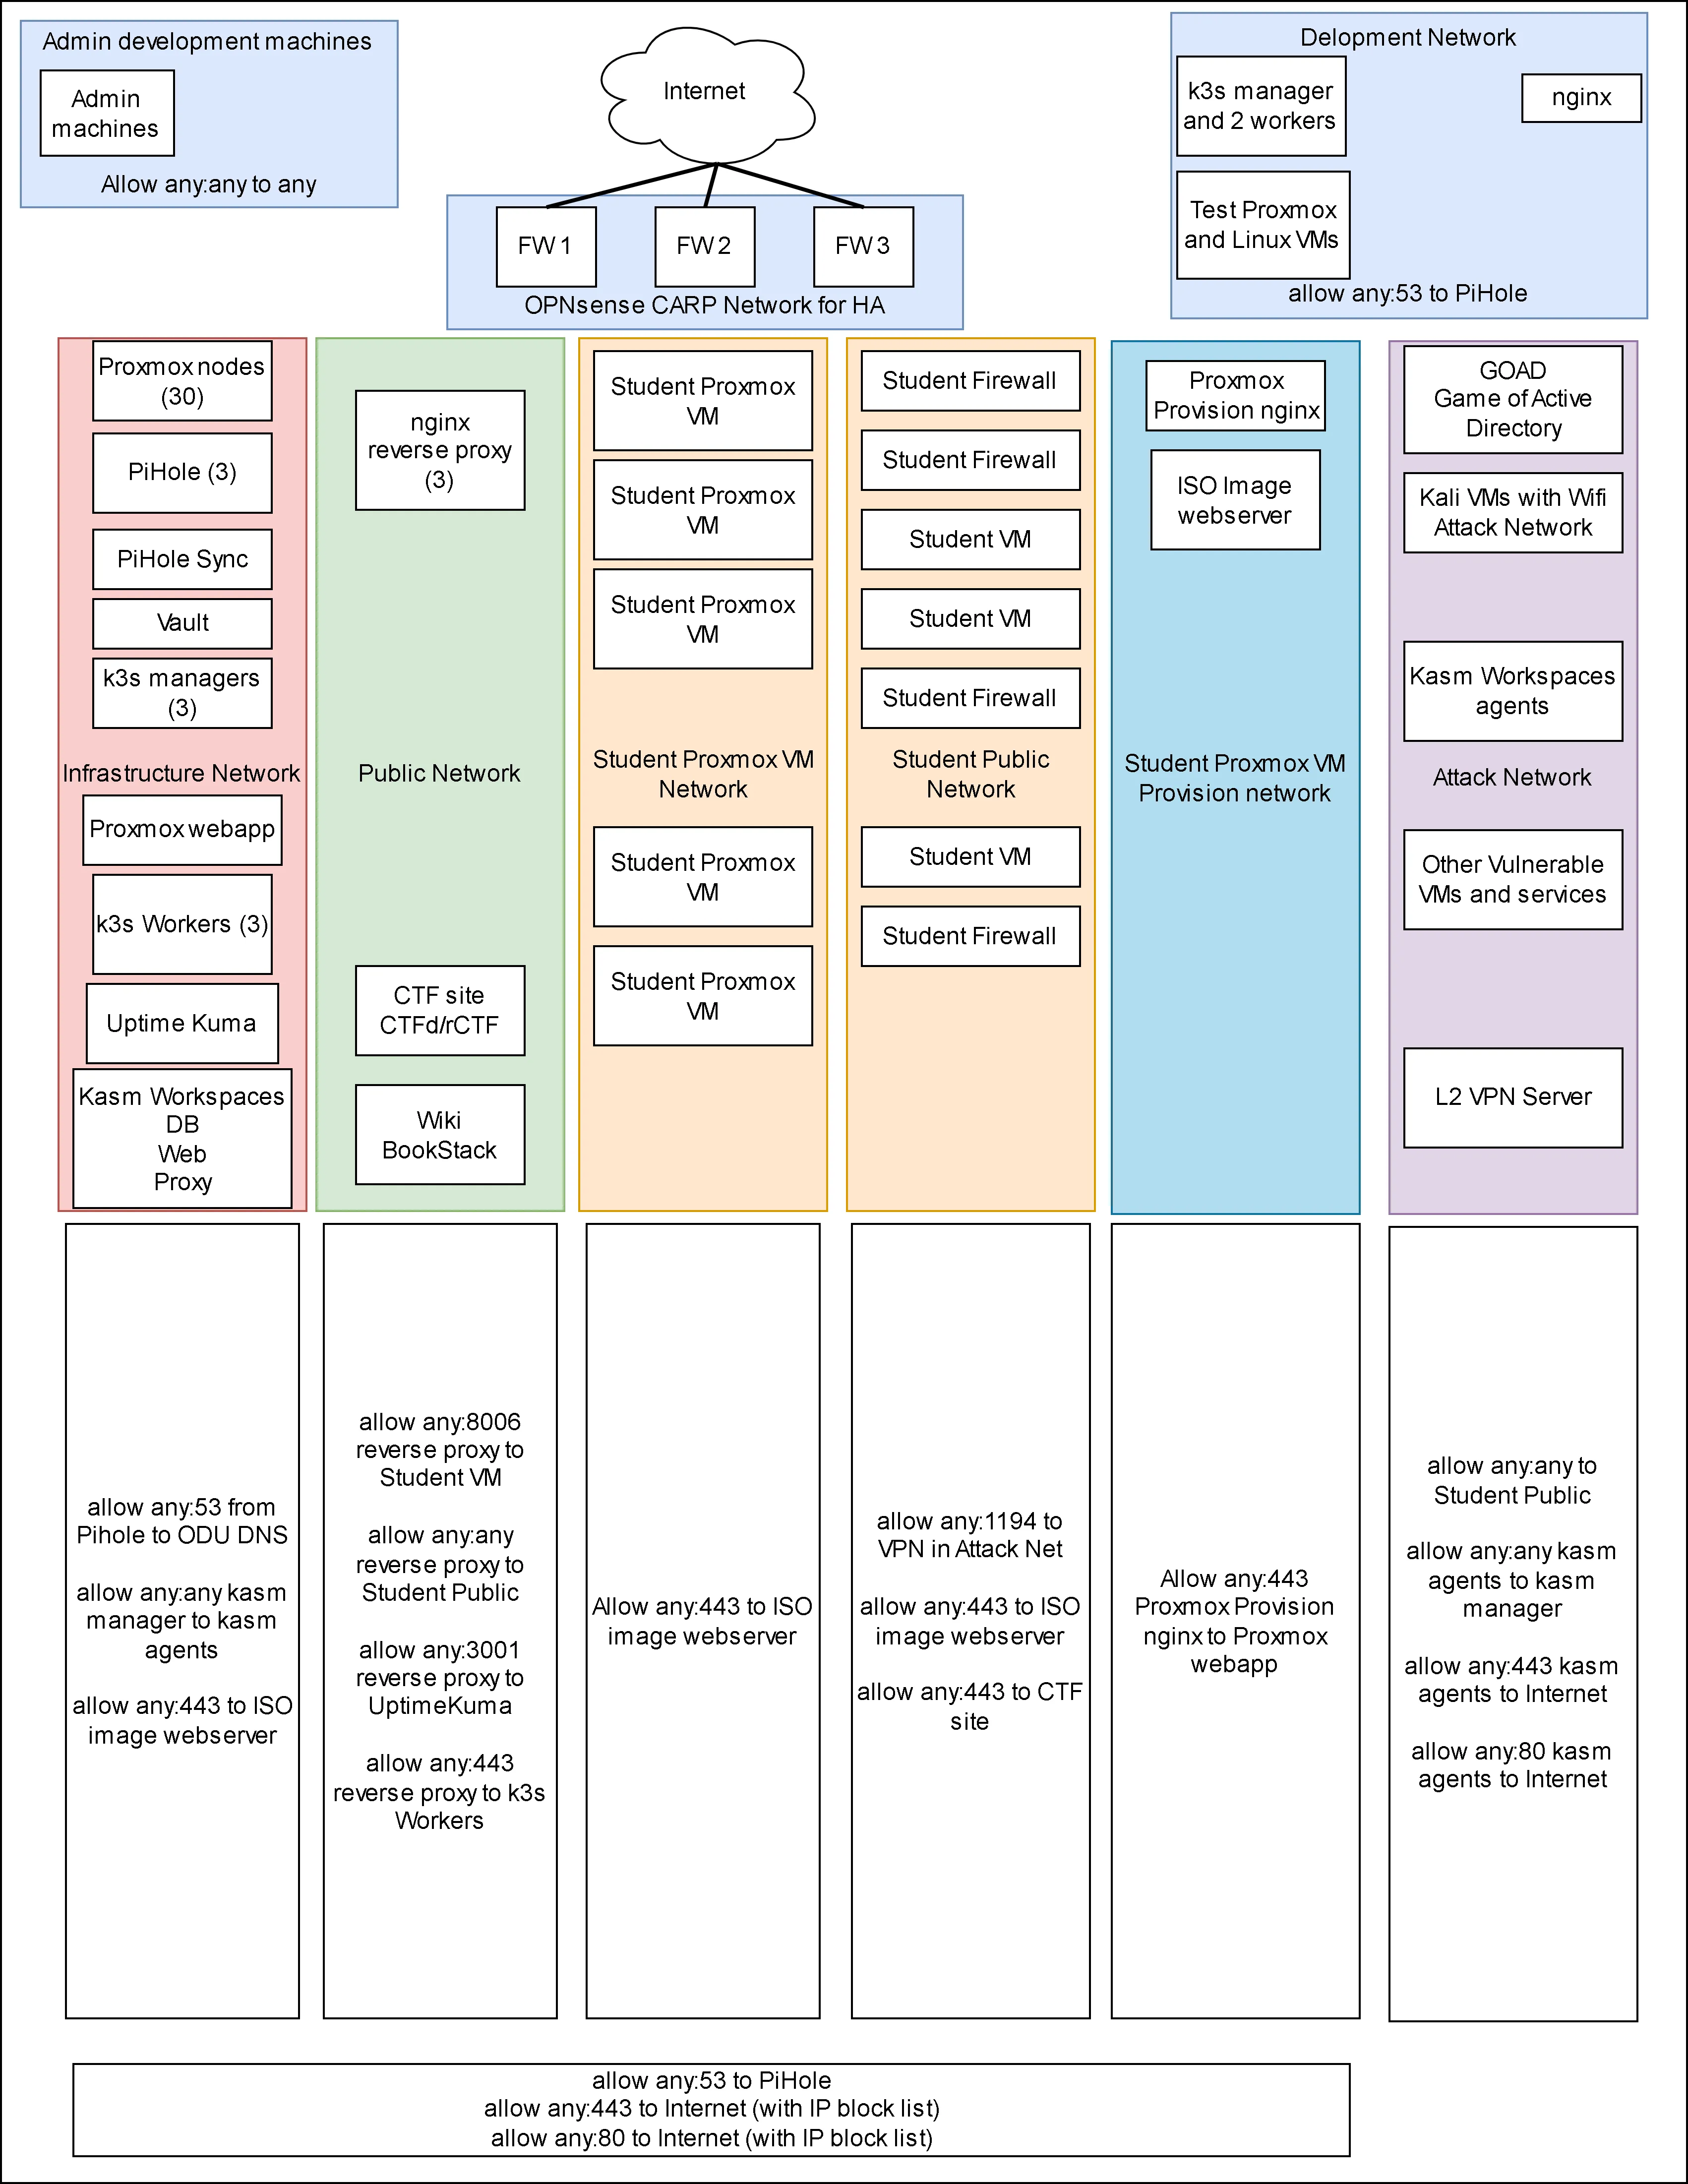 Admin development machines
Admin
machines
Allow any:any to any
Internet
FW1
FW2
FW3
OPNsense CARP Network for HA
Delopment Network
k3s manager
and 2 workers
nginx
Test Proxmox
and Linux VMs
allow any:53 to PiHole
Proxmox nodes
(30)
PiHole (3)
PiHole Sync
Vault
k3s managers
(3)
Infrastructure Network
Proxmox webapp
k3s Workers (3)
Uptime Kuma
Kasm Workspaces
DB
Web
Proxy
nginx
reverse proxy
(3)
Public Network
CTF site
CTFd/rCTF
Wiki
BookStack
Student Proxmox
VM
Student Proxmox
VM
Student Proxmox
VM
Student Proxmox VM
Network
Student Proxmox
VM
Student Proxmox
VM
Student Firewall
Student Firewall
Student VM
Student VM
Student Firewall
Student Public
Network
Student VM
Student Firewall
Proxmox
Provision nginx
ISO Image
webserver
Student Proxmox VM
Provision network
GOAD
Game of Active
Directory
Kali VMs with Wifi
Attack Network
Kasm Workspaces
agents
Attack Network
Other Vulnerable
VMs and services
L2 VPN Server
allow any:53 from
Pihole to ODU DNS
allow any:any kasm
manager to kasm
agents
allow any:443 to ISO
image webserver
allow any:8006
reverse proxy to
Student VM
allow any:any
reverse proxy to
Student Public
allow any:3001
reverse proxy to
UptimeKuma
allow any:443
reverse proxy to k3s
Workers
Allow any:443 to ISO
image webserver
allow any:1194 to
VPN in Attack Net
allow any:443 to ISO
image webserver
allow any:443 to CTF
site
Allow any:443
Proxmox Provision
nginx to Proxmox
webapp
allow any:any to
Student Public
allow any:any kasm
agents to kasm
manager
allow any:443 kasm
agents to Internet
allow any:80 kasm
agents to Internet
allow any:53 to PiHole
allow any:443 to Internet (with IP block list)
allow any:80 to Internet (with IP block list)